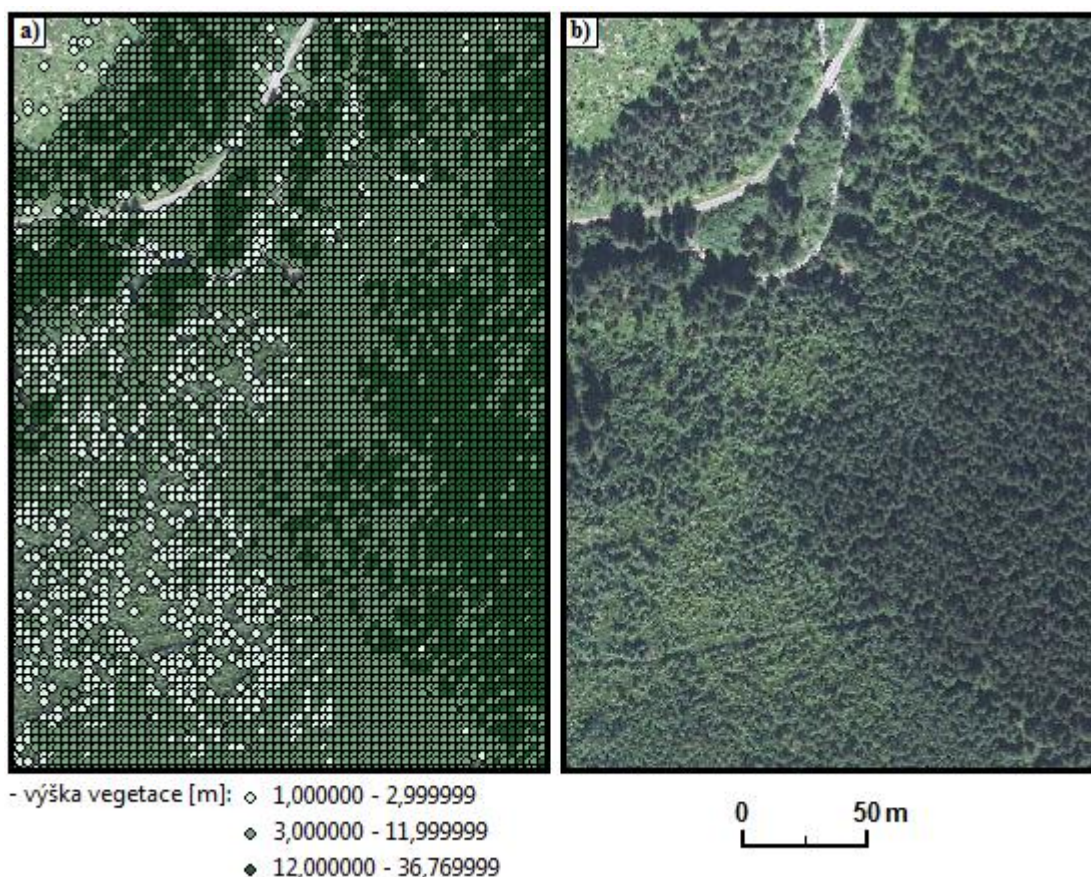 a)
b)
- výška vegetace [m]:
1,000000 - 2,999999
3,000000 - 11,999999
12,000000 - 36,769999
0 50 m